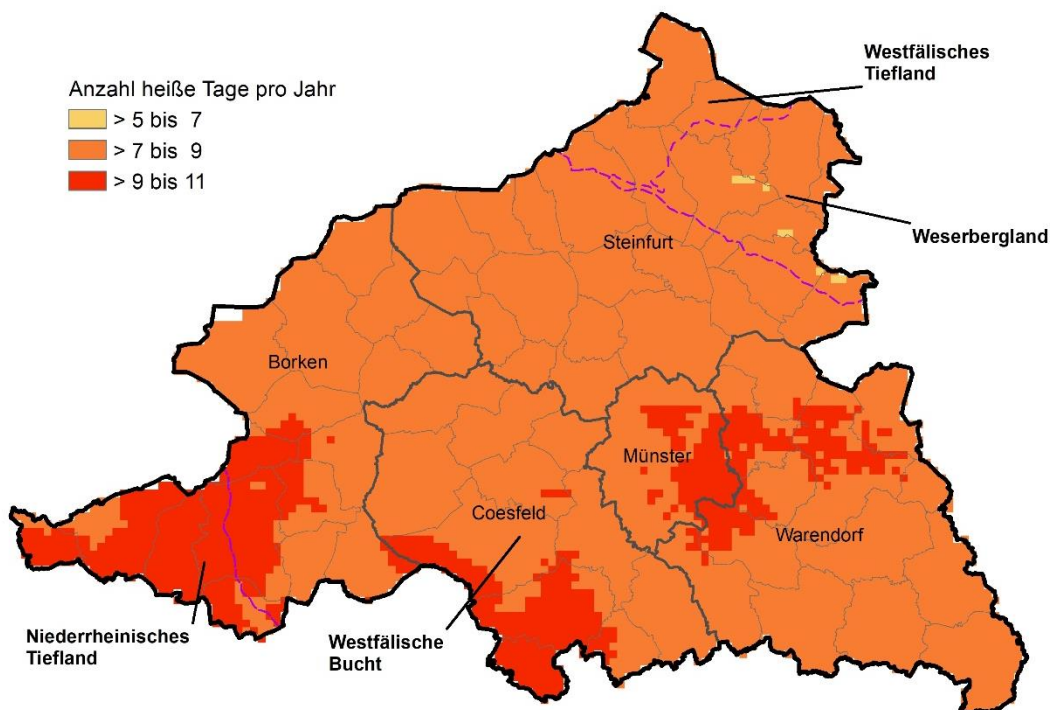 Westfälisches
Tiefland
Anzahl heiße Tage pro Jahr
> 5 bis 7
> 7 bis 9
> 9 bis 11
Weserbergland
Steinfurt
Borken
Münster
Coesfeld
Warendorf
Niederrheinisches
Tiefland
Westfälische
Bucht